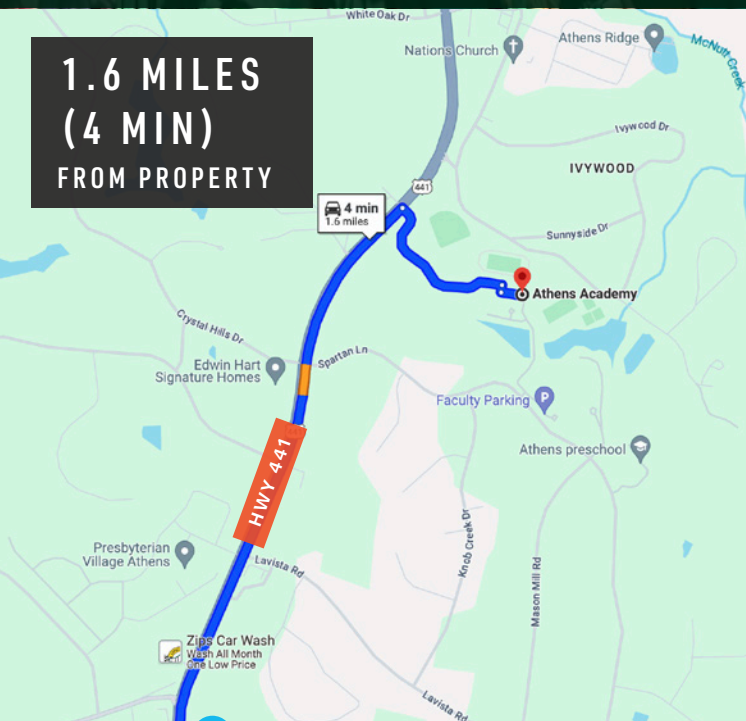 White Oak Dr
1.6 MILES
(4 MIN)
FROM PROPERTY
Nations Church
Athens Ridge
McNutt Creek
Ivywood Dr
IVYWOOD
441
4 min
1.6 miles
Sunnyside Dr
Athens Academy
Crystal Hills Dr
Spartan Ln
Edwin Hart
Signature Homes
Faculty Parking
P
HWY 441
Athens preschool
Presbyterian
Village Athens
Lavista Rd
Knob Creek Dr
Mason Mill Rd
Zips Car Wash
Wash All Month
One Low Price
Lavista Rd